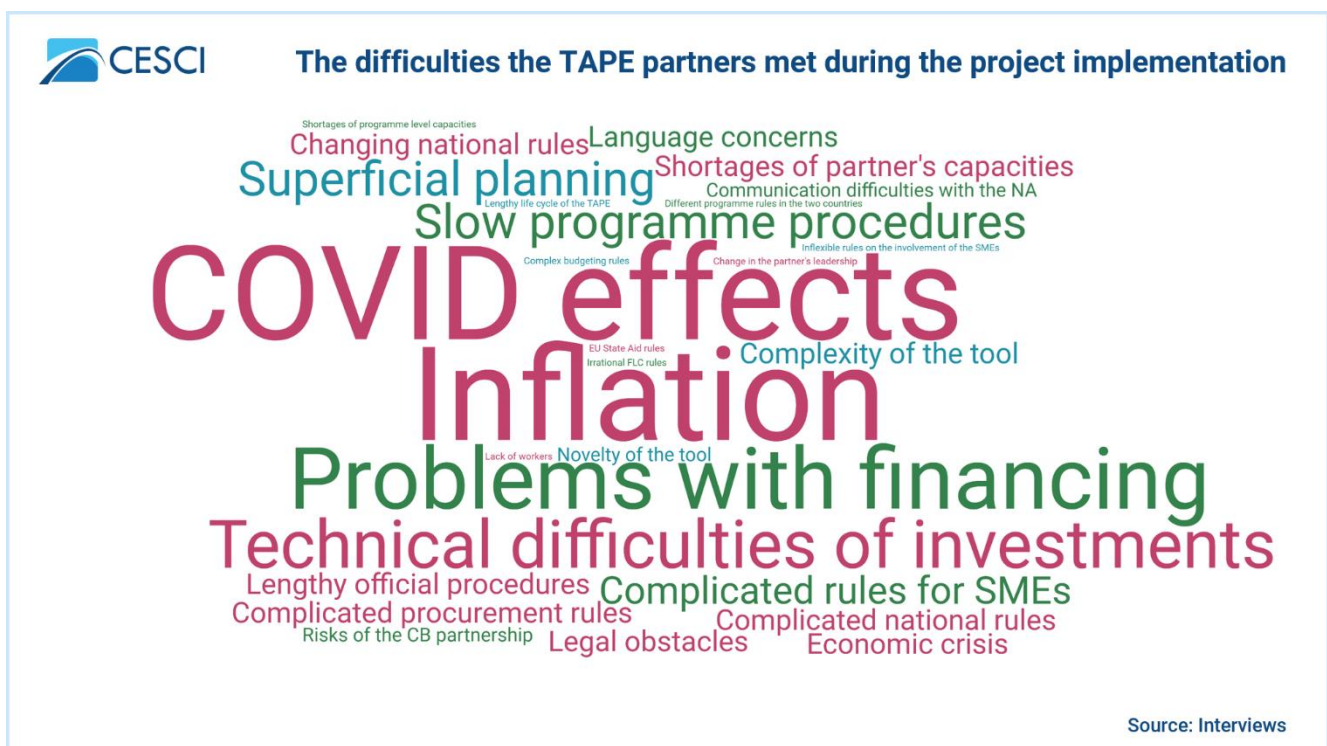 CESCI
The difficulties the TAPE partners met during the project implementation
Shortages of programme level capacities
Changing national rules
Language concerns
Superficial planning
Shortages of partner's capacities
Communication difficulties with the NA
Lengthy life cycle of the TAPE
Different programme rules in the two countries
Slow programme procedures
Inflexible rules on the involvement of the SMEs
COVID effects
Complex budgeting rules
Change in the partner's leadership
EU State Aid rules
Complexity of the tool
Irrational FLC rules
Inflation
Lack of workers
Novelty of the tool
Problems with financing
Technical difficulties of investments
Lengthy official procedures
Complicated rules for SMEs
Complicated procurement rules
Complicated national rules
Risks of the CB partnership
Legal obstacles
Economic crisis
Source: Interviews